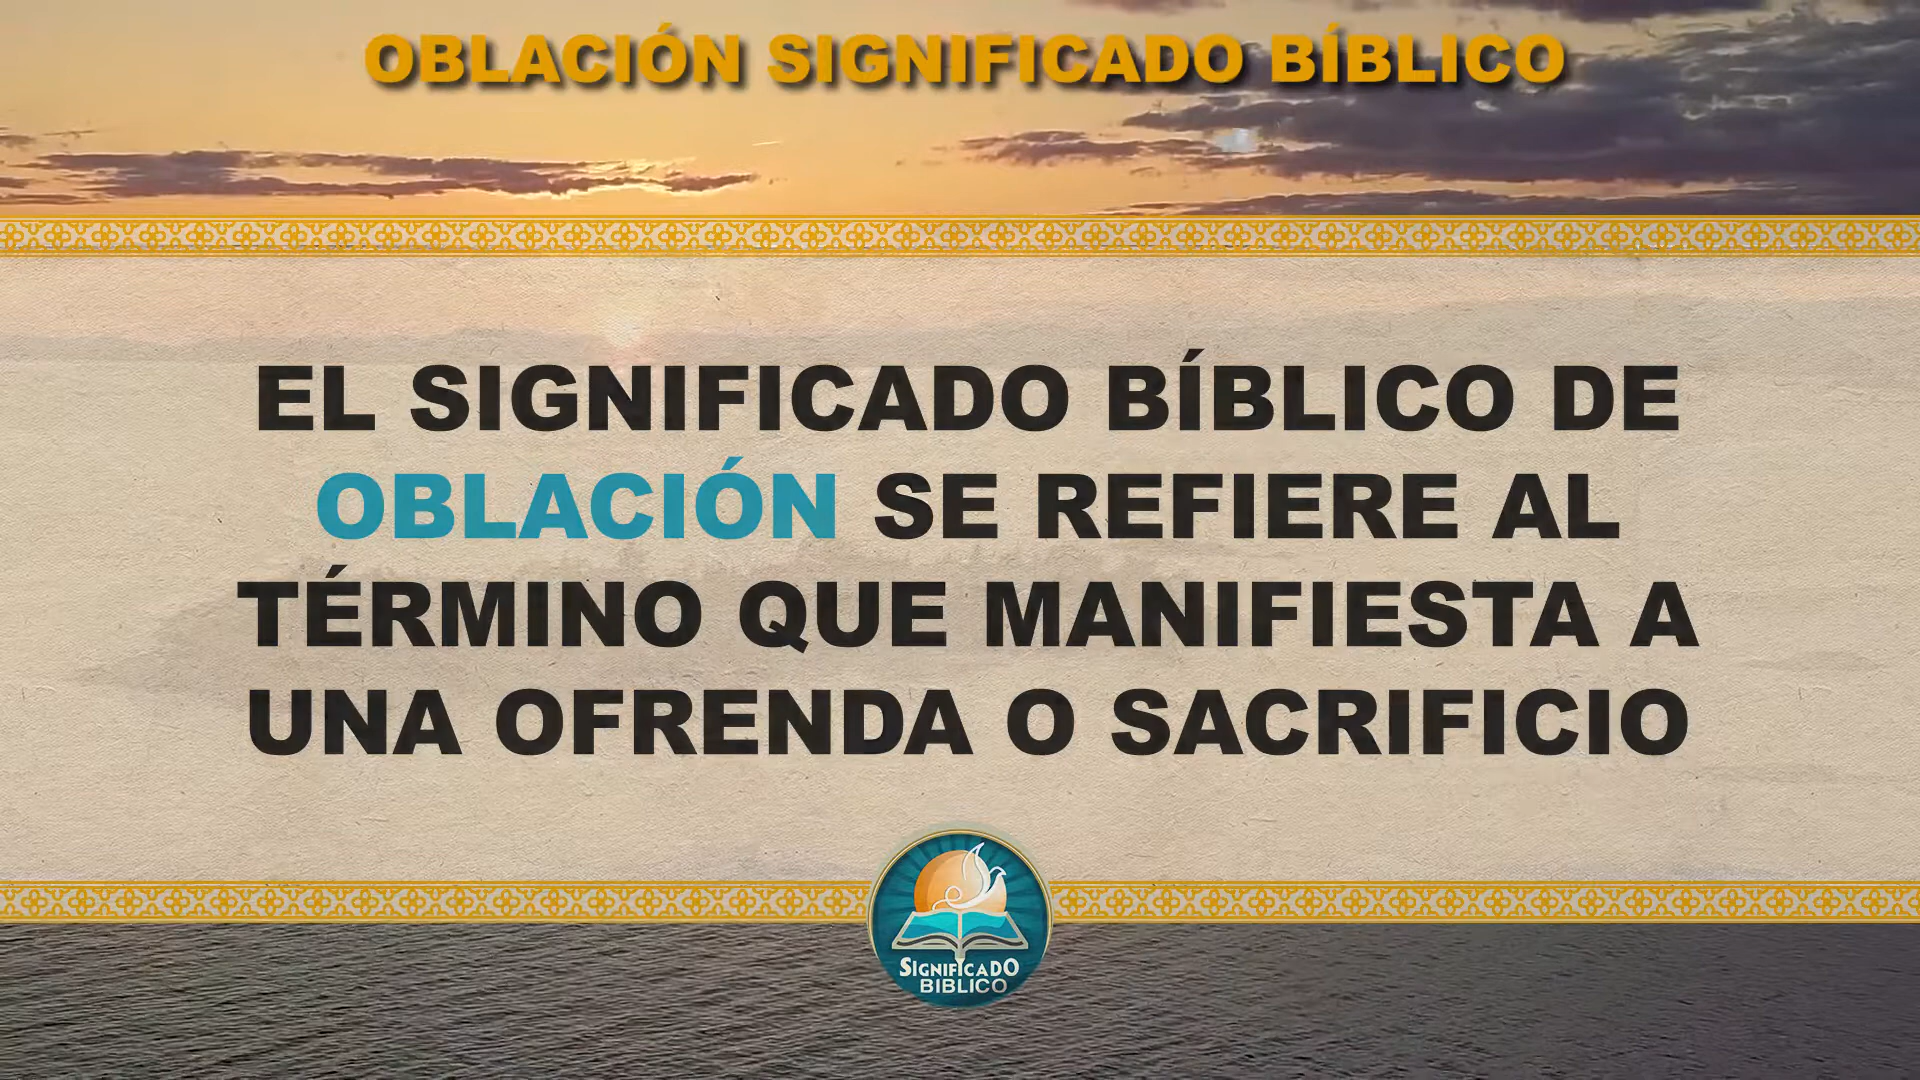 OBLACIÓN SIGNIFICADO BÍBLICO
EL SIGNIFICADO BÍBLICO DE
OBLACIÓN SE REFIERE AL
TÉRMINO QUE MANIFIESTA A
UNA OFRENDA O SACRIFICIO
SIGNIFICADO
BIBLICO